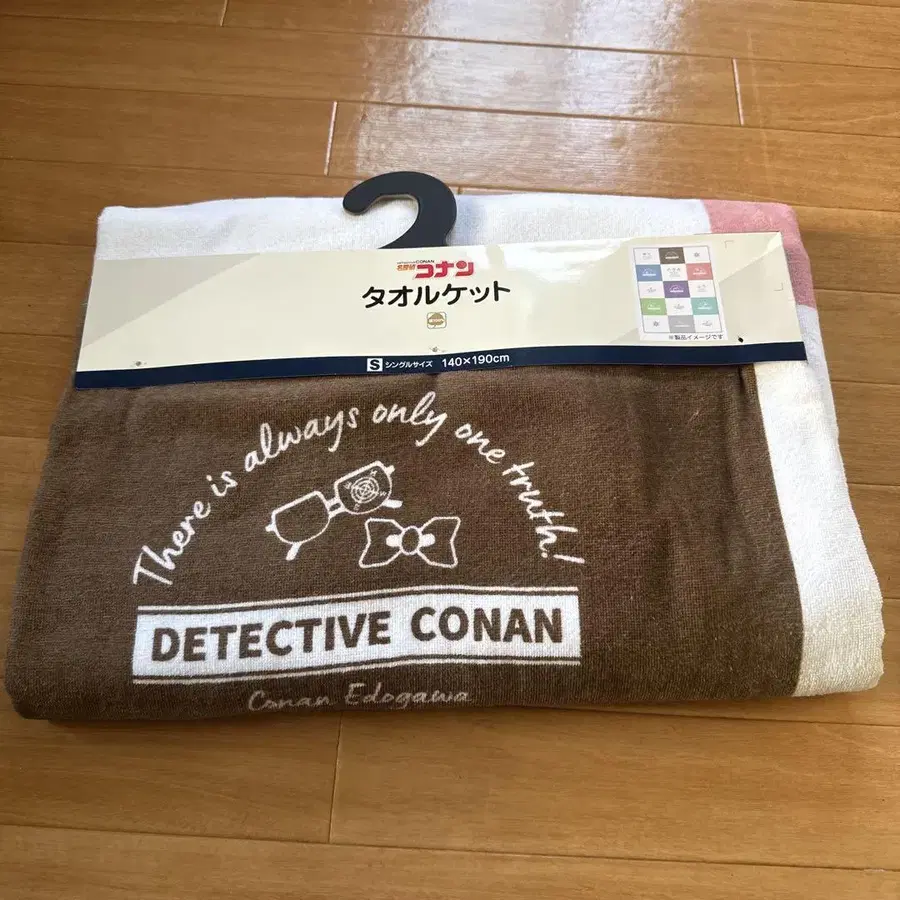 名探偵コナン
CONAN
タオルケット
※製品イメージです
S シングルサイズ 140×190cm
There is always only one truth!
DETECTIVE CONAN
Conan Edogawa